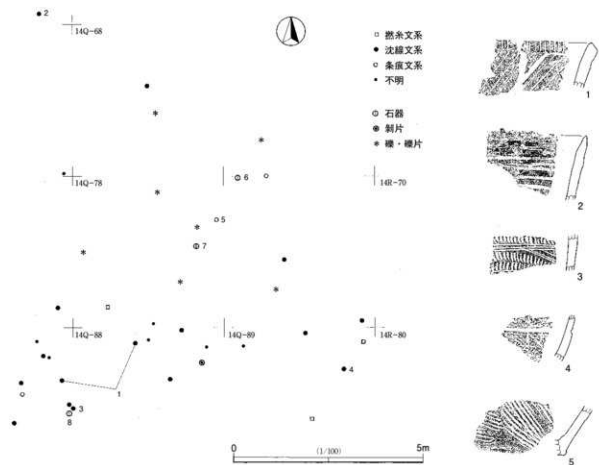 2
14Q-68
撚糸文系
沈線文系
条痕文系
不明
石器
剝片
礫・礫片
14Q-78
6
14R-70
5
7
14Q-88
14Q-89
14R-80
1
4
3
8
0
(1/100)
5m
1
2
3
4
5